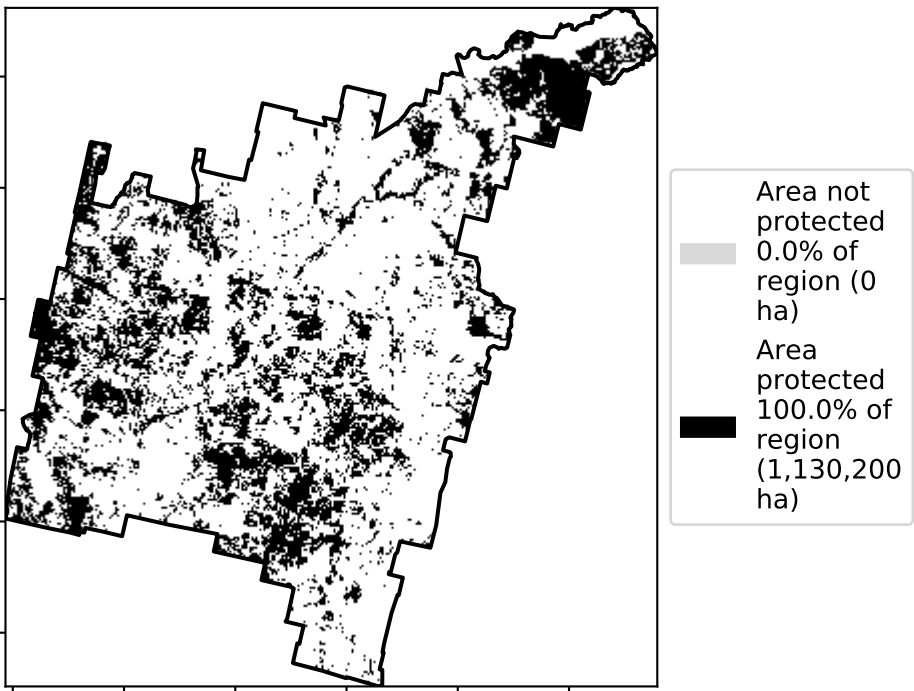 Area not
protected
0.0% of
region (0
ha)
Area
protected
100.0% of
region
(1,130,200
ha)